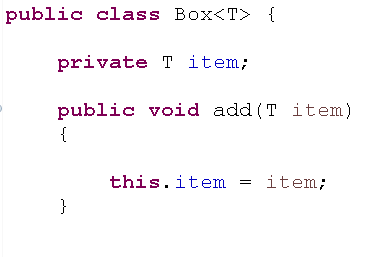 public class Box<T> {
private T item;
public void add(T item)
{
this.item = item;
}